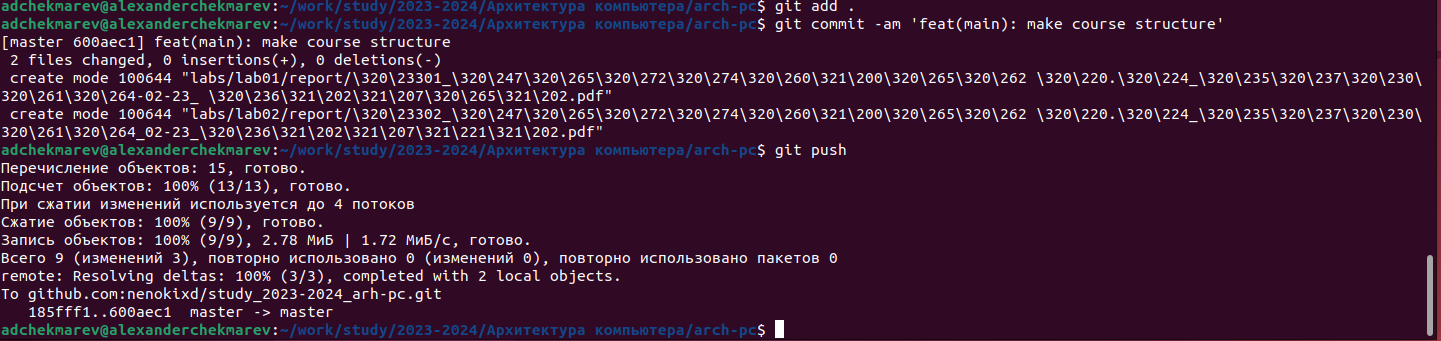 adchekmarev@alexanderchekmarev:~/work/study/2023-2024/Архитектура компьютера/arch-pc$ git add .
adchekmarev@alexanderchekmarev:~/work/study/2023-2024/Архитектура компьютера/arch-pc$ git commit -am 'feat(main): make course structure'
[master 600aec1] feat(main): make course structure
 2 files changed, 0 insertions(+), 0 deletions(-)
 create mode 100644 "labs/lab01/report/\320\23301_\320\247\320\265\320\272\320\274\320\260\321\200\320\265\320\262 \320\220.\320\224_\320\235\320\237\320\230\
\320\261\320\264-02-23_ \320\236\321\202\321\207\320\265\321\202.pdf"
 create mode 100644 "labs/lab02/report/\320\23302_\320\247\320\265\320\272\320\274\320\260\321\200\320\265\320\262 \320\220.\320\224_\320\235\320\237\320\230\
\320\261\320\264_02-23_\320\236\321\202\321\207\321\221\321\202.pdf"
adchekmarev@alexanderchekmarev:~/work/study/2023-2024/Архитектура компьютера/arch-pc$ git push
Перечисление объектов: 15, готово.
Подсчет объектов: 100% (13/13), готово.
При сжатии изменений используется до 4 потоков
Сжатие объектов: 100% (9/9), готово.
Запись объектов: 100% (9/9), 2.78 МиБ | 1.72 МиБ/с, готово.
Всего 9 (изменений 3), повторно использовано 0 (изменений 0), повторно использовано пакетов 0
remote: Resolving deltas: 100% (3/3), completed with 2 local objects.
To github.com:nenokixd/study_2023-2024_arh-pc.git
   185fff1..600aec1  master -> master
adchekmarev@alexanderchekmarev:~/work/study/2023-2024/Архитектура компьютера/arch-pc$